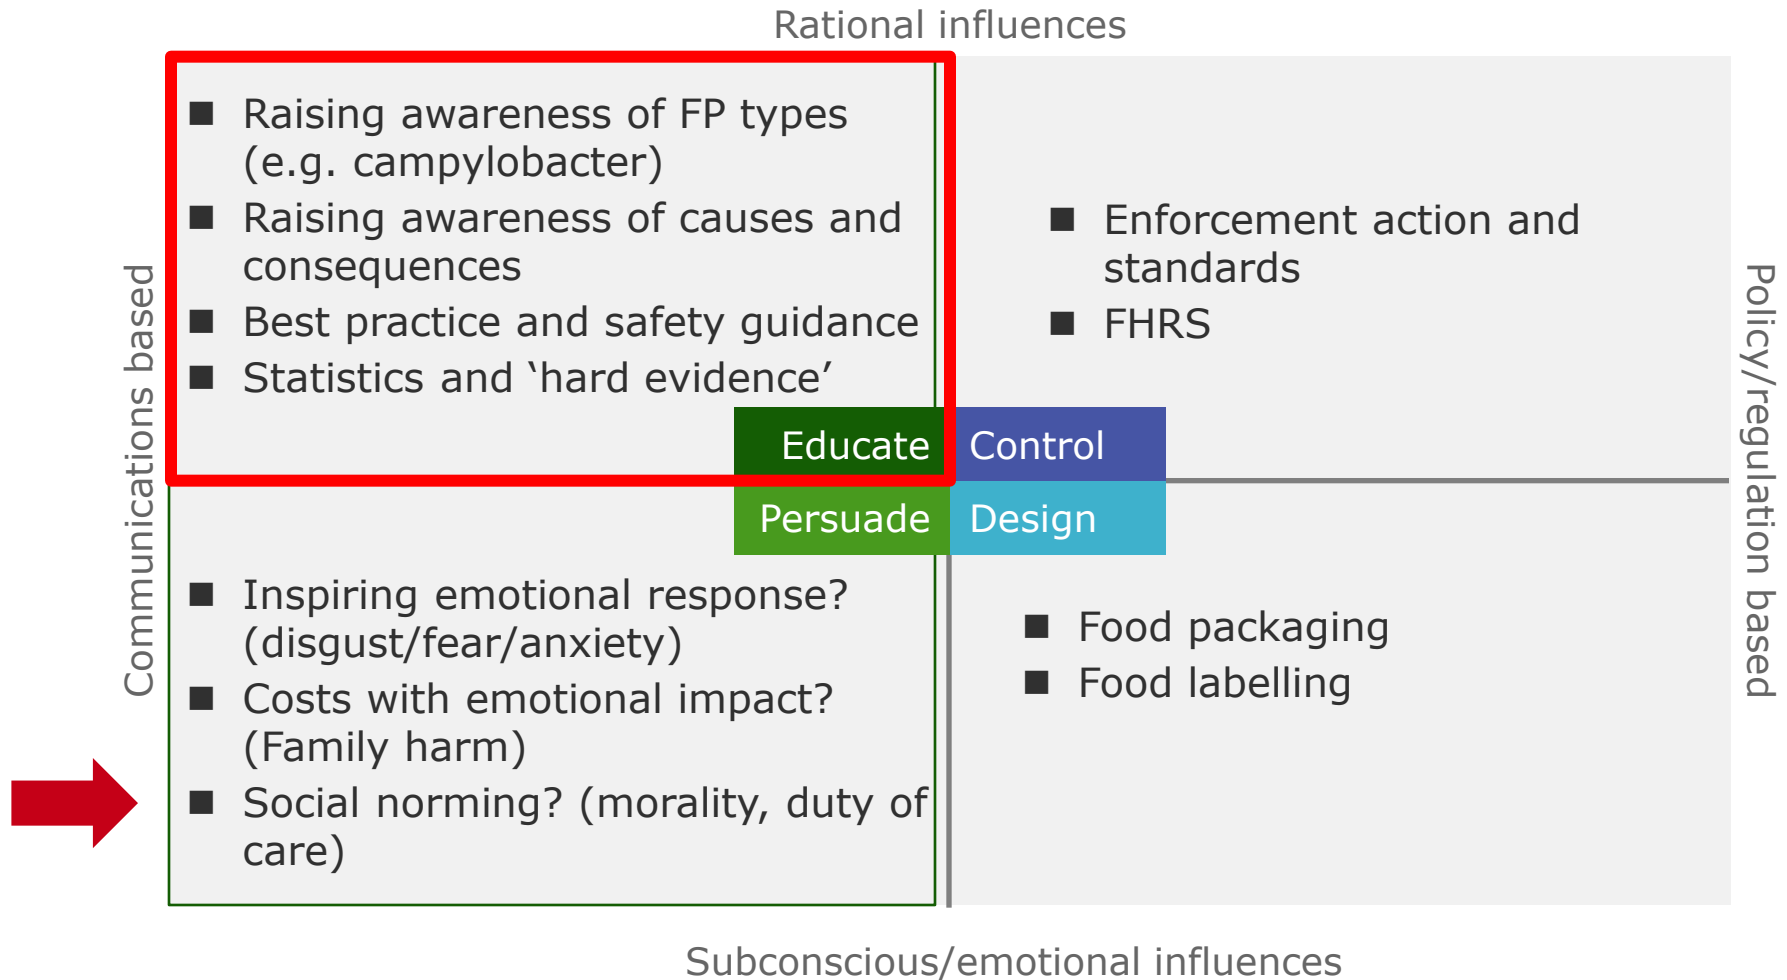 Rational influences
Communications based
■ Raising awareness of FP types
(e.g. campylobacter)
■ Raising awareness of causes and
consequences
■ Best practice and safety guidance
■ Statistics and ‘hard evidence’
■ Enforcement action and
standards
■ FHRS
Policy/regulation based
Educate
Control
Persuade
Design
■ Inspiring emotional response?
(disgust/fear/anxiety)
■ Costs with emotional impact?
(Family harm)
■ Social norming? (morality, duty of
care)
■ Food packaging
■ Food labelling
Subconscious/emotional influences